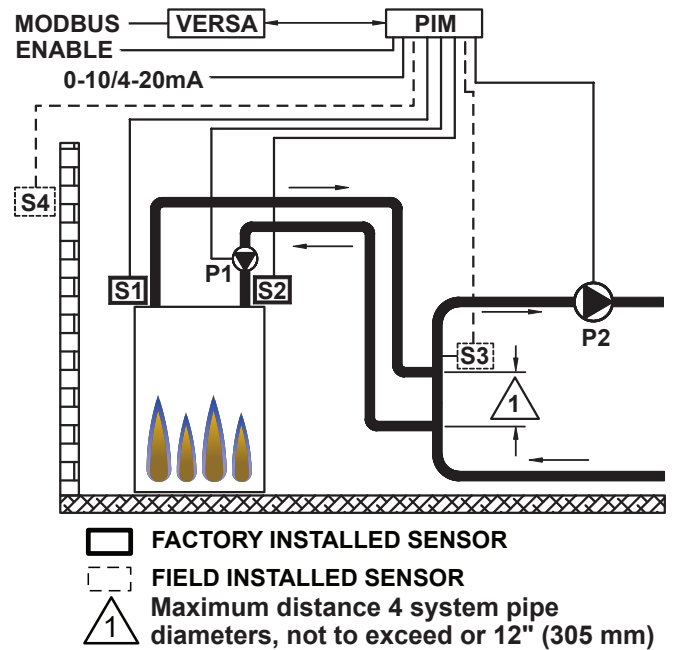 MODBUS VERSA PIM
ENABLE
0-10/4-20mA
S4
P1
S1 S2
P2
S3
1
FACTORY INSTALLED SENSOR
FIELD INSTALLED SENSOR
1 Maximum distance 4 system pipe
diameters, not to exceed or 12" (305 mm)